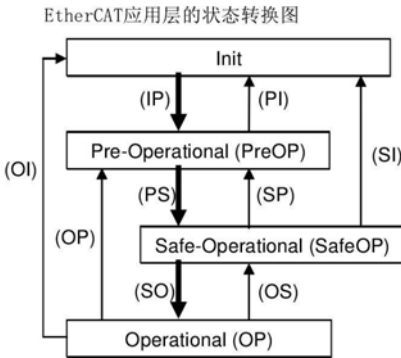 EtherCAT应用层的状态转换图
Init
(IP) (PI)
Pre-Operational (PreOP)
(OI) (SI)
(PS) (SP)
(OP)
Safe-Operational (SafeOP)
(SO) (OS)
Operational (OP)